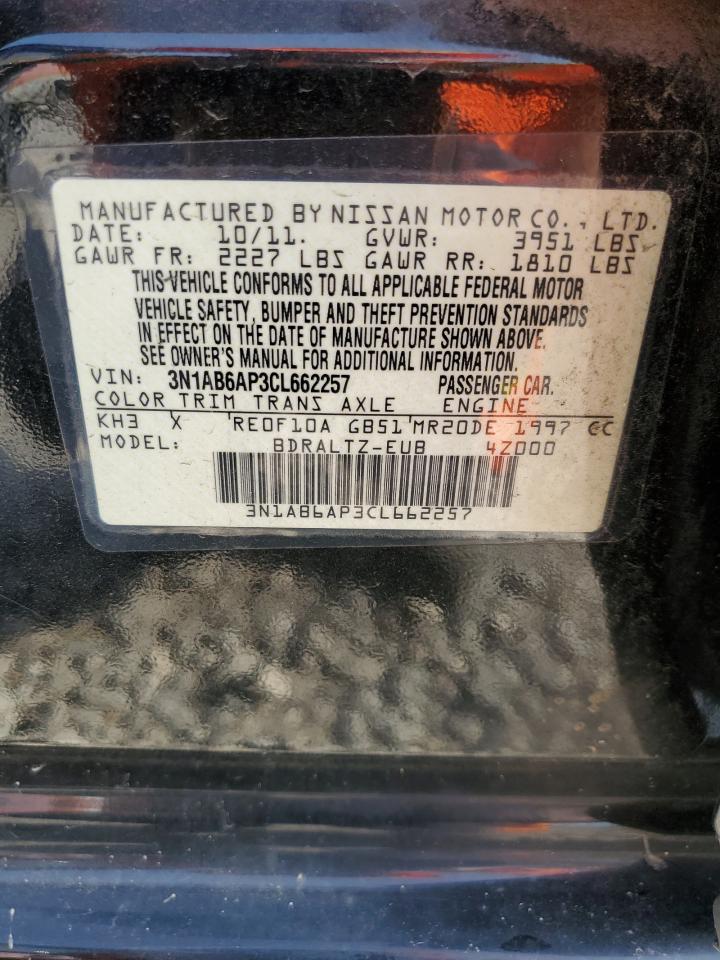 MANUFACTURED BY NISSAN MOTOR CO., LTD.
DATE: 10/11. GVWR: 3951 LBS
GAWR FR: 2227 LBS GAWR RR: 1810 LBS
THIS VEHICLE CONFORMS TO ALL APPLICABLE FEDERAL MOTOR
VEHICLE SAFETY, BUMPER AND THEFT PREVENTION STANDARDS
IN EFFECT ON THE DATE OF MANUFACTURE SHOWN ABOVE.
SEE OWNER'S MANUAL FOR ADDITIONAL INFORMATION.
VIN: 3N1AB6AP3CL662257 PASSENGER CAR.
COLOR TRIM TRANS AXLE ENGINE
KH3 X RE0F10A GB51 MR20DE 1997 CC
MODEL: BDRALTZ-EUB 4Z000
3N1AB6AP3CL662257